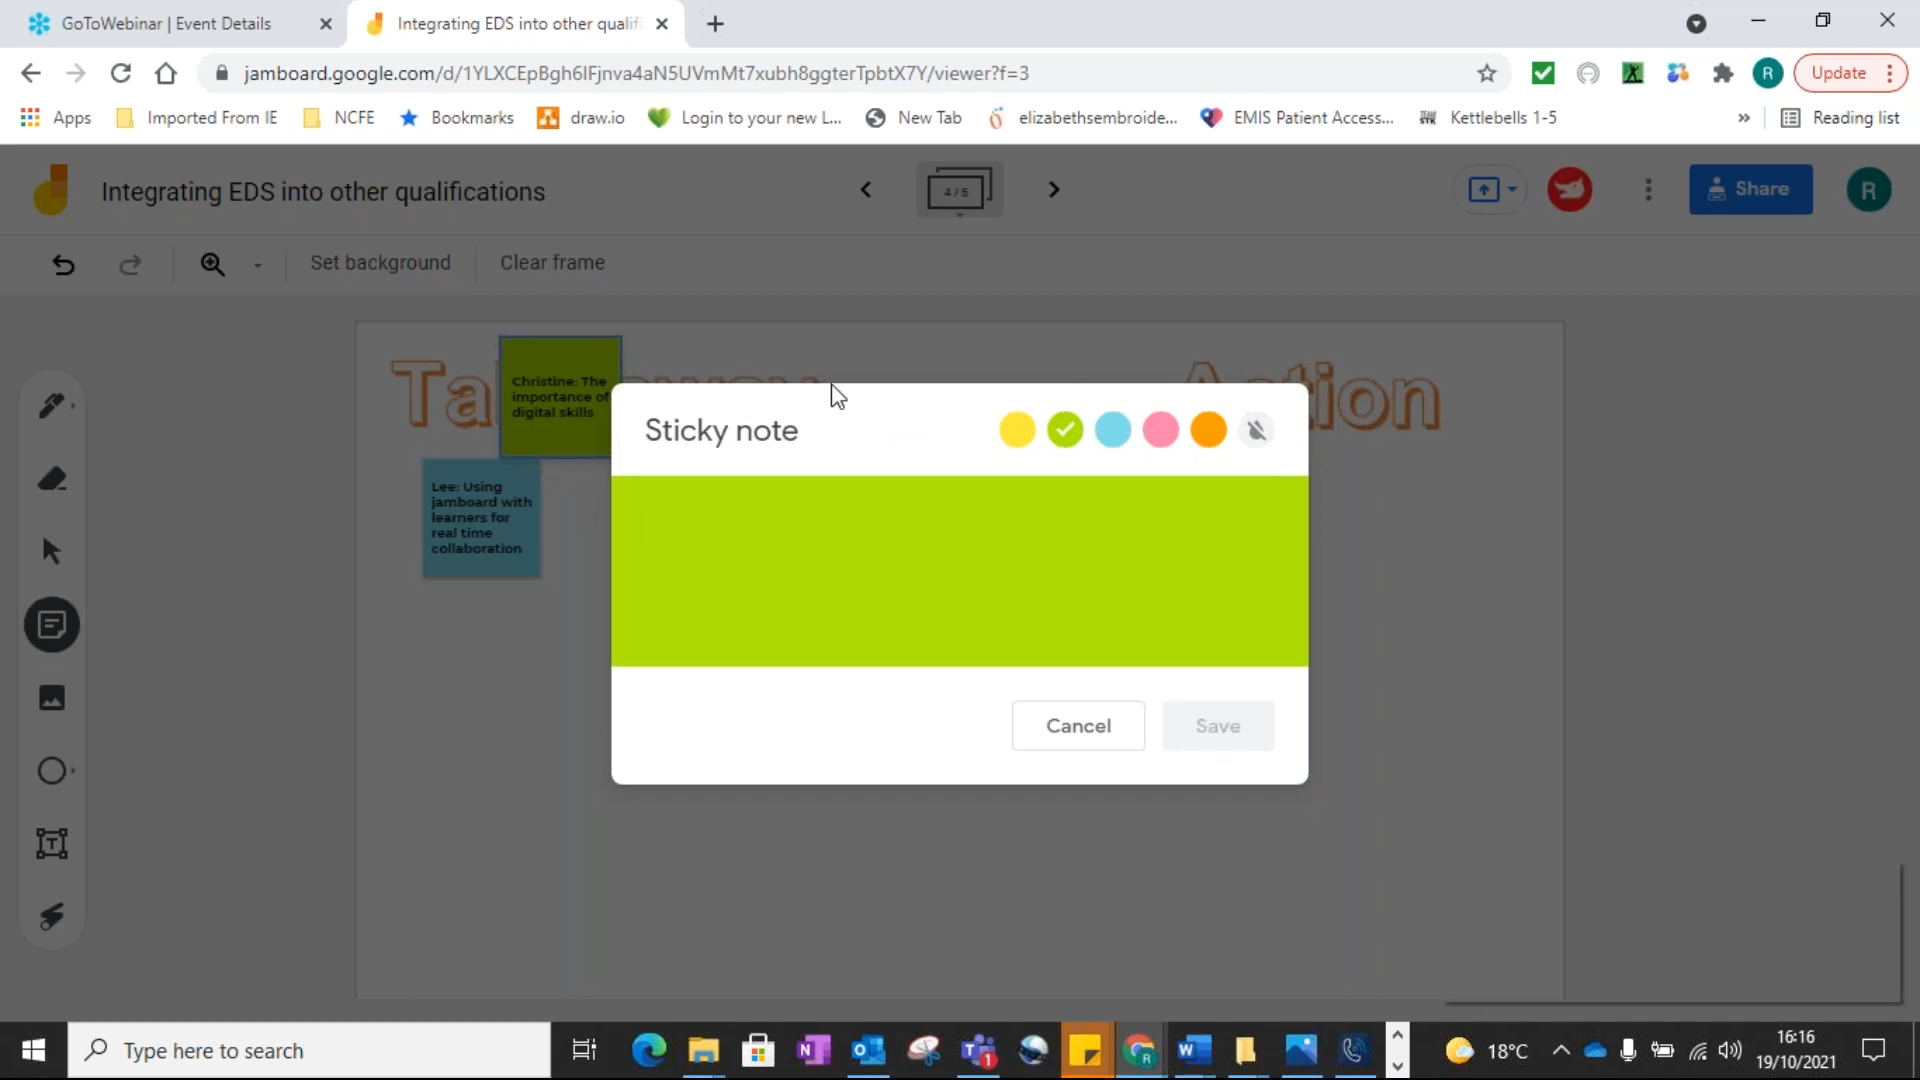 GoToWebinar | Event Details
Integrating EDS into other qualifi
jamboard.google.com/d/1YLXCEpBgh6IFjnva4aN5UVmMt7xubh8ggterTpbtX7Y/viewer?f=3
R
Update
Apps
Imported From IE
NCFE
Bookmarks
draw.io
Login to your new L...
New Tab
elizabethsembroide...
EMIS Patient Access...
Kettlebells 1-5
»
Reading list
Integrating EDS into other qualifications
4 / 5
Share
R
Set background
Clear frame
Christine: The
importance of
digital skills
Lee: Using
jamboard with
learners for
real time
collaboration
Sticky note
Cancel
Save
Type here to search
18°C
16:16
19/10/2021